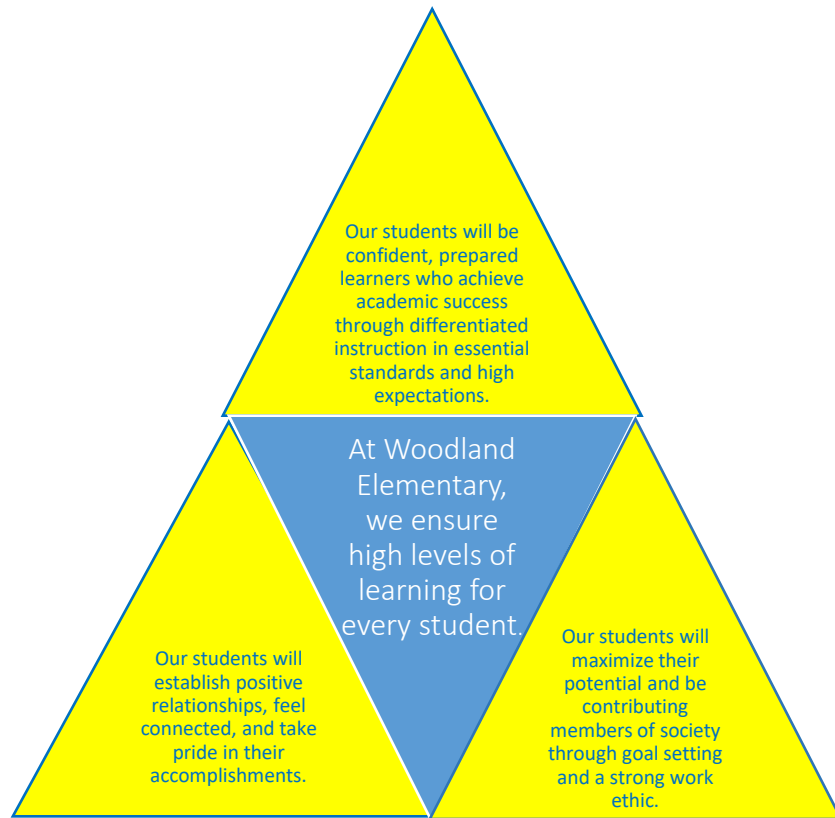 Our students will be
confident, prepared
learners who achieve
academic success
through differentiated
instruction in essential
standards and high
expectations.
At Woodland
Elementary,
we ensure
high levels of
learning for
every student.
Our students will
establish positive
relationships, feel
connected, and take
pride in their
accomplishments.
Our students will
maximize their
potential and be
contributing
members of society
through goal setting
and a strong work
ethic.